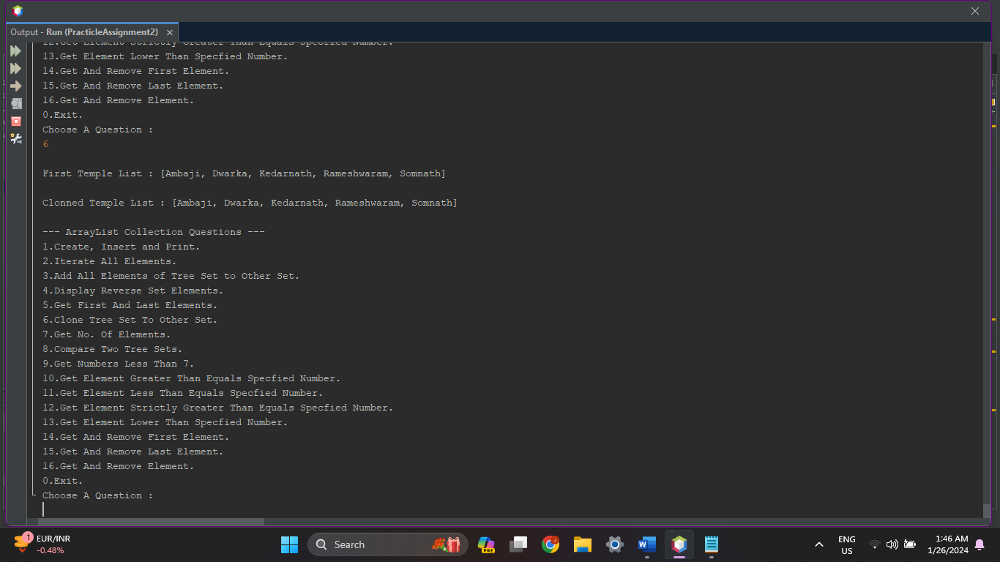 Output - Run (PracticleAssignment2)
12.Get Element Strictly Greater Than Equals Specfied Number.
13.Get Element Lower Than Specfied Number.
14.Get And Remove First Element.
15.Get And Remove Last Element.
16.Get And Remove Element.
0.Exit.
Choose A Question :
6
First Temple List : [Ambaji, Dwarka, Kedarnath, Rameshwaram, Somnath]
Clonned Temple List : [Ambaji, Dwarka, Kedarnath, Rameshwaram, Somnath]
--- ArrayList Collection Questions ---
1.Create, Insert and Print.
2.Iterate All Elements.
3.Add All Elements of Tree Set to Other Set.
4.Display Reverse Set Elements.
5.Get First And Last Elements.
6.Clone Tree Set To Other Set.
7.Get No. Of Elements.
8.Compare Two Tree Sets.
9.Get Numbers Less Than 7.
10.Get Element Greater Than Equals Specfied Number.
11.Get Element Less Than Equals Specfied Number.
12.Get Element Strictly Greater Than Equals Specfied Number.
13.Get Element Lower Than Specfied Number.
14.Get And Remove First Element.
15.Get And Remove Last Element.
16.Get And Remove Element.
0.Exit.
Choose A Question :
1
EUR/INR
-0.48%
Search
PRE
ENG
US
1:46 AM
1/26/2024